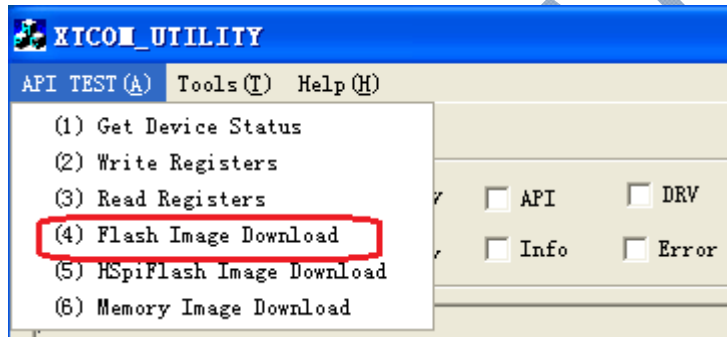 XTCOM_UTILITY
API TEST(A) Tools(T) Help(H)
(1) Get Device Status
(2) Write Registers
(3) Read Registers
API DRV
(4) Flash Image Download
Info Error
(5) HSpiFlash Image Download
(6) Memory Image Download